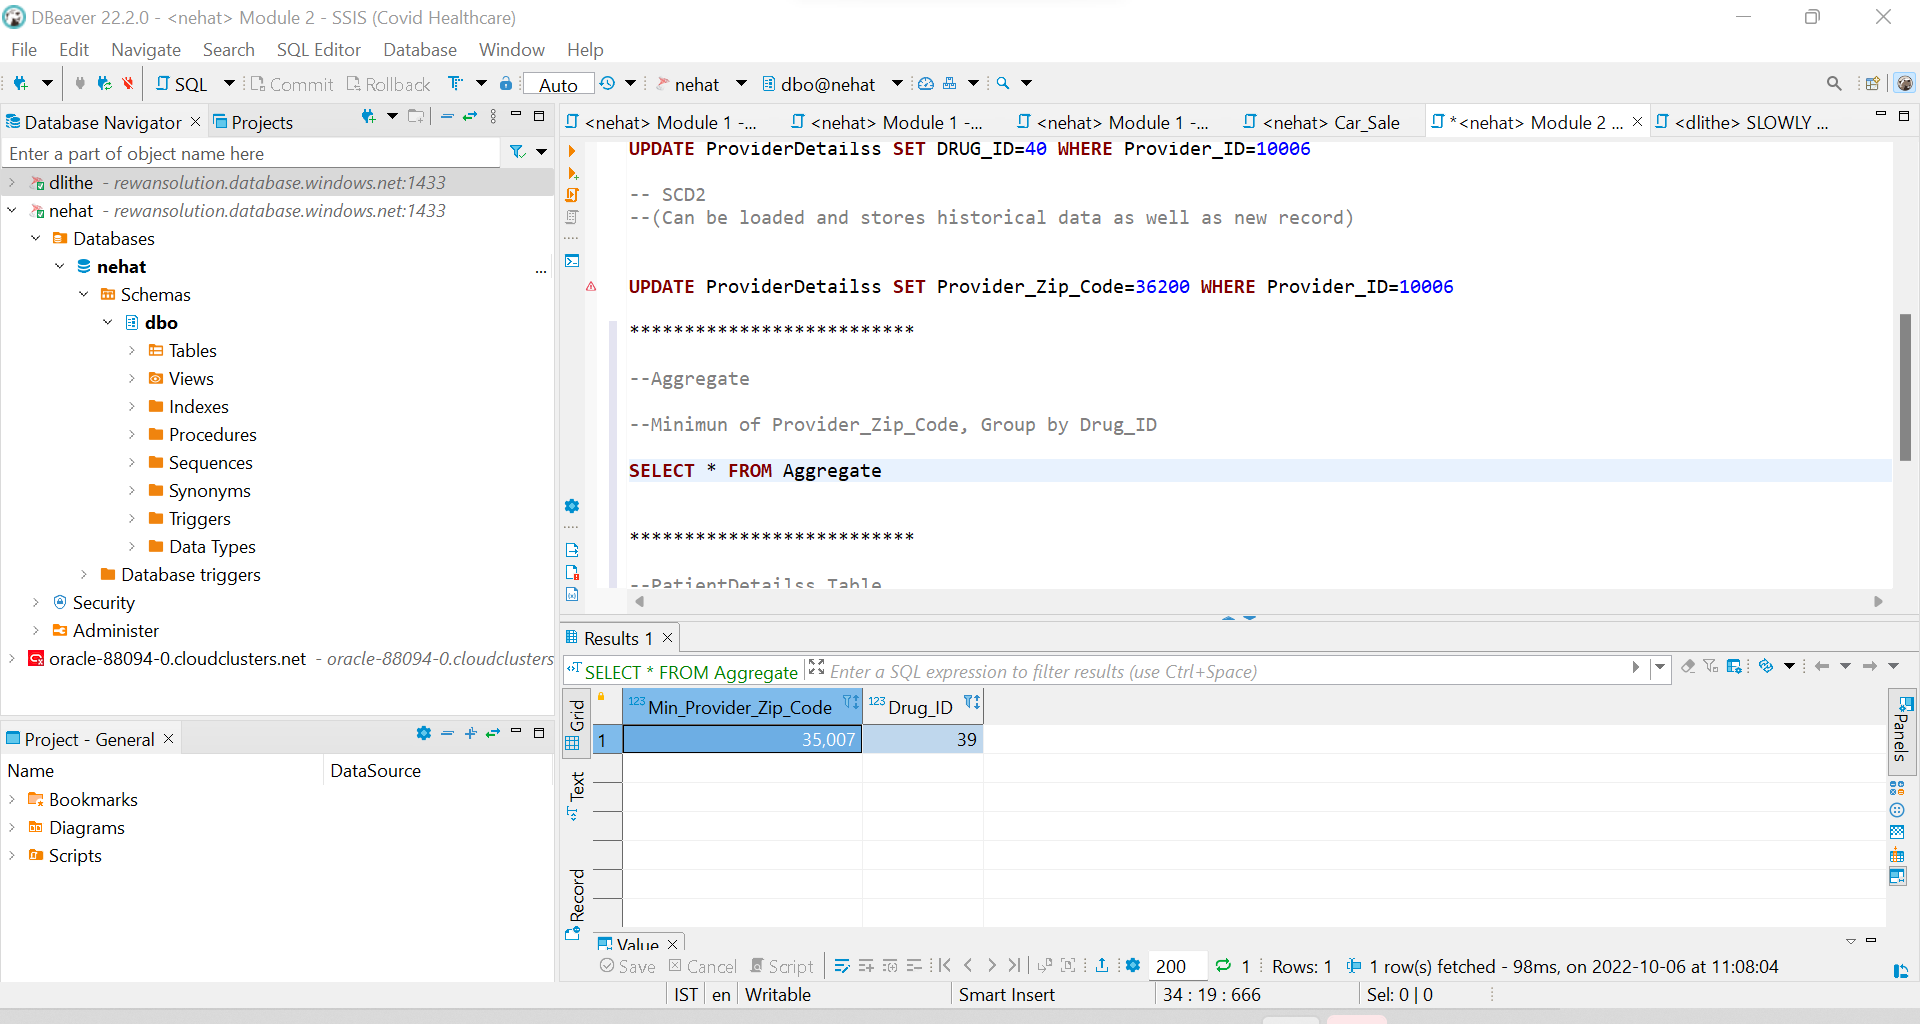 DBeaver 22.2.0 - <nehat> Module 2 - SSIS (Covid Healthcare)
File Edit Navigate Search SQL Editor Database Window Help
SQL Commit Rollback Auto nehat dbo@nehat
Database Navigator Projects
<nehat> Module 1 -... <nehat> Module 1 -... <nehat> Module 1 -... <nehat> Car_Sale *<nehat> Module 2 ... <dlithe> SLOWLY ...
Enter a part of object name here
dlithe - rewansolution.database.windows.net:1433
nehat - rewansolution.database.windows.net:1433
Databases
nehat ...
Schemas
dbo
Tables
Views
Indexes
Procedures
Sequences
Synonyms
Triggers
Data Types
Database triggers
Security
Administer
oracle-88094-0.cloudclusters.net - oracle-88094-0.cloudclusters
UPDATE ProviderDetailss SET DRUG_ID=40 WHERE Provider_ID=10006
-- SCD2
--(Can be loaded and stores historical data as well as new record)
UPDATE ProviderDetailss SET Provider_Zip_Code=36200 WHERE Provider_ID=10006
**************************
--Aggregate
--Minimun of Provider_Zip_Code, Group by Drug_ID
SELECT * FROM Aggregate
**************************
--PatientDetailss Table
Project - General
Name DataSource
Bookmarks
Diagrams
Scripts
Results 1
SELECT * FROM Aggregate Enter a SQL expression to filter results (use Ctrl+Space)
Grid
Text
Record
123 Min_Provider_Zip_Code 123 Drug_ID
1 35,007 39
Panels
Value
Save Cancel Script 200 1 Rows: 1 1 row(s) fetched - 98ms, on 2022-10-06 at 11:08:04
IST en Writable Smart Insert 34 : 19 : 666 Sel: 0 | 0